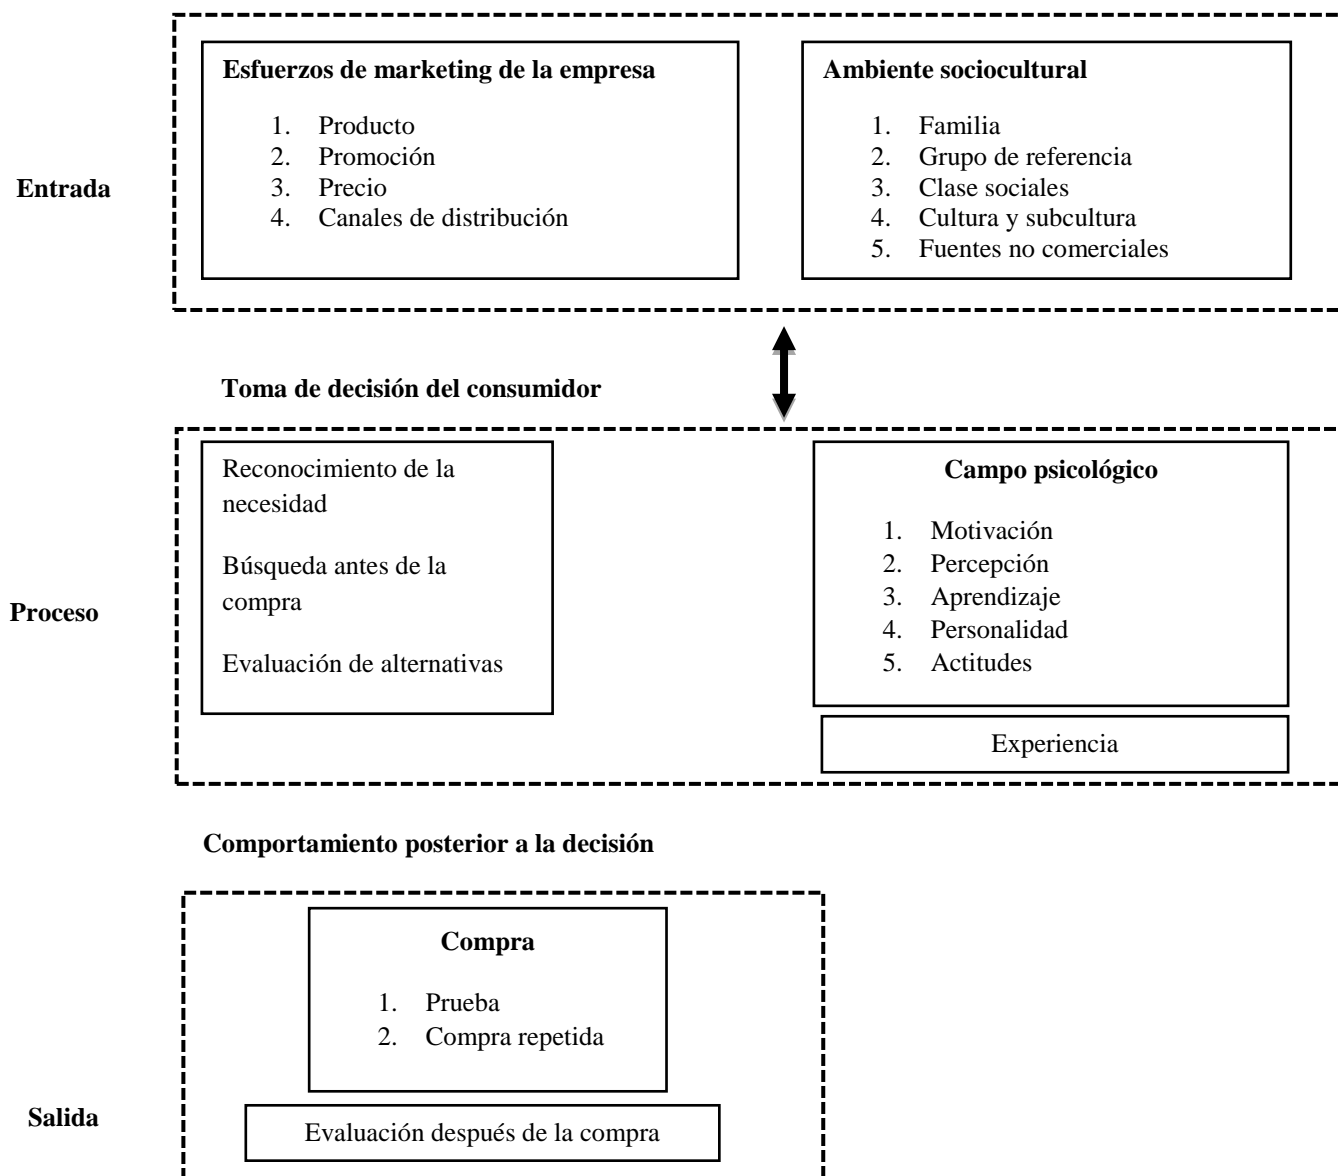 Esfuerzos de marketing de la empresa
1. Producto
2. Promoción
3. Precio
4. Canales de distribución
Ambiente sociocultural
1. Familia
2. Grupo de referencia
3. Clase sociales
4. Cultura y subcultura
5. Fuentes no comerciales
Entrada
Toma de decisión del consumidor
Reconocimiento de la
necesidad
Búsqueda antes de la
compra
Evaluación de alternativas
Campo psicológico
1. Motivación
2. Percepción
3. Aprendizaje
4. Personalidad
5. Actitudes
Experiencia
Proceso
Comportamiento posterior a la decisión
Compra
1. Prueba
2. Compra repetida
Salida
Evaluación después de la compra